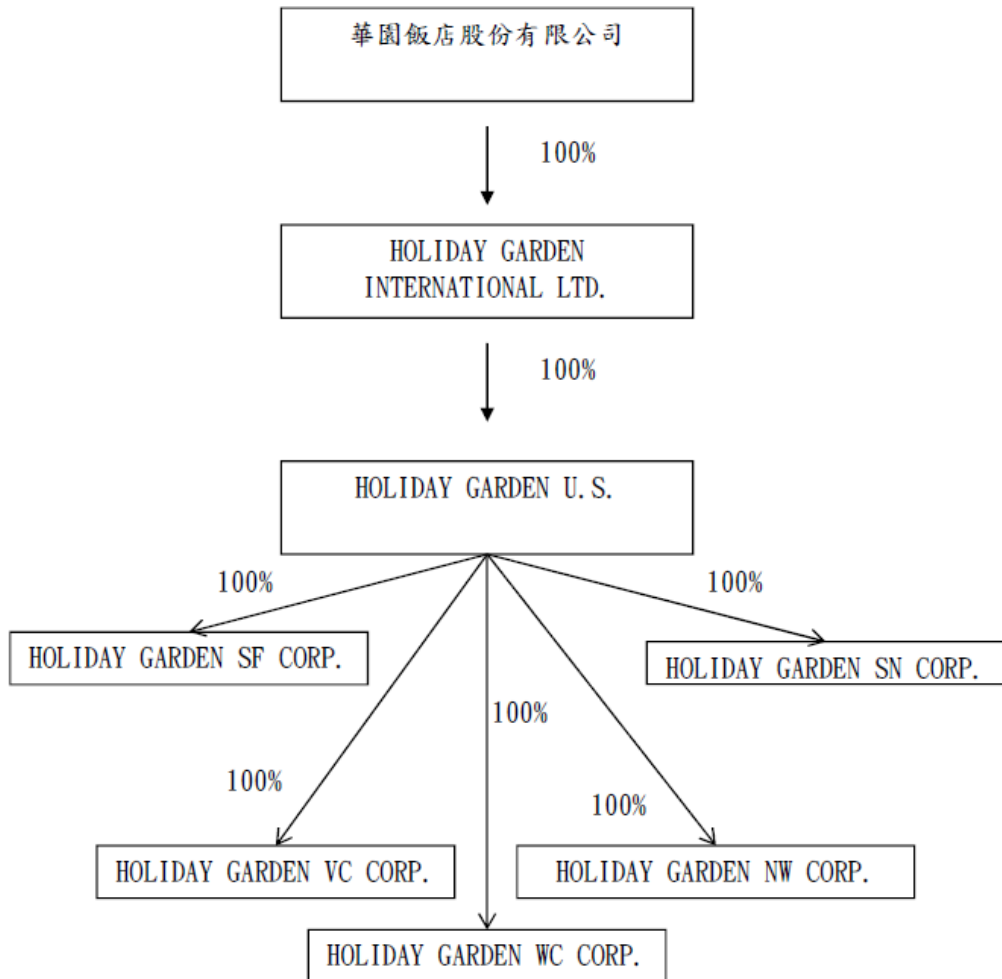 華園飯店股份有限公司
100%
HOLIDAY GARDEN
INTERNATIONAL LTD.
100%
HOLIDAY GARDEN U.S.
100%
100%
HOLIDAY GARDEN SF CORP.
HOLIDAY GARDEN SN CORP.
100%
100%
100%
HOLIDAY GARDEN VC CORP.
HOLIDAY GARDEN NW CORP.
HOLIDAY GARDEN WC CORP.